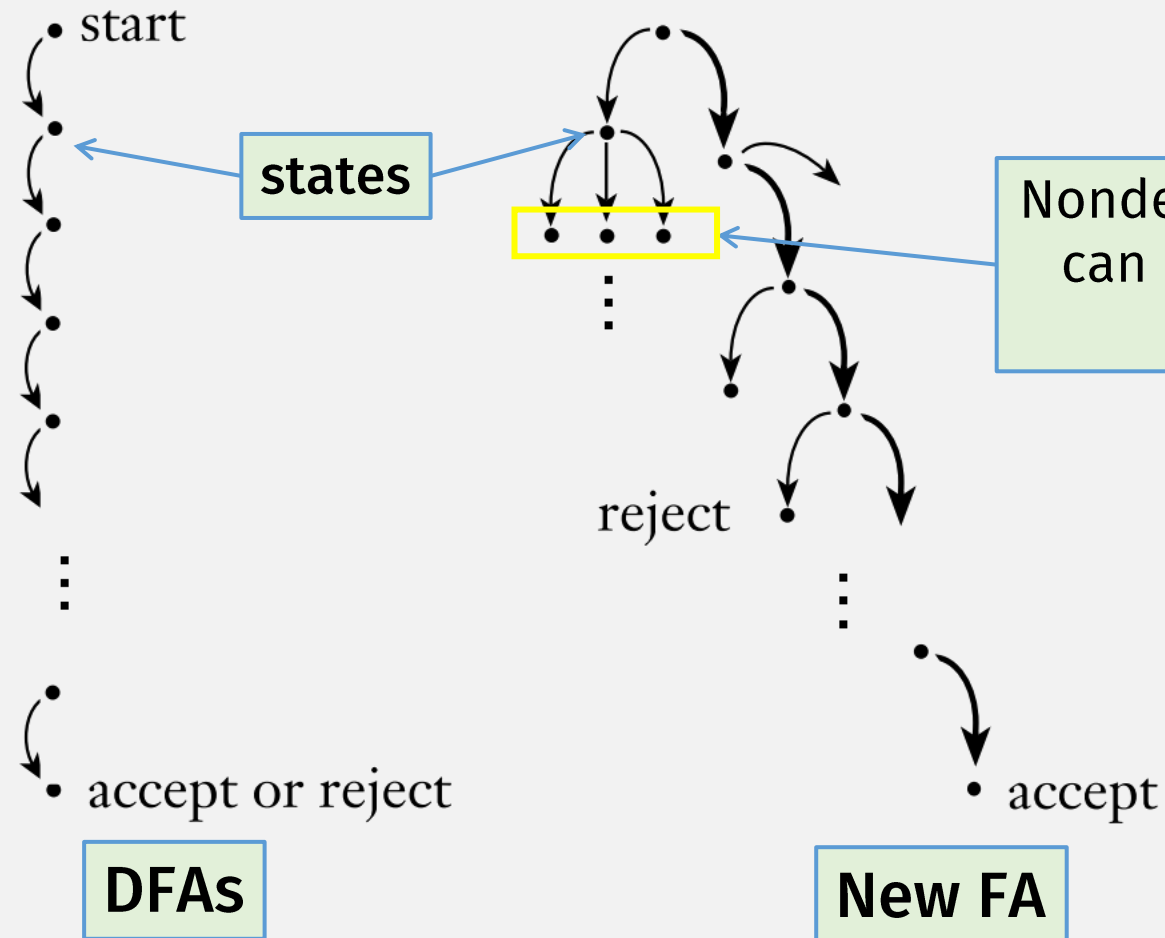 start
states
Nonde
can
reject
accept or reject
accept
DFAs
New FA